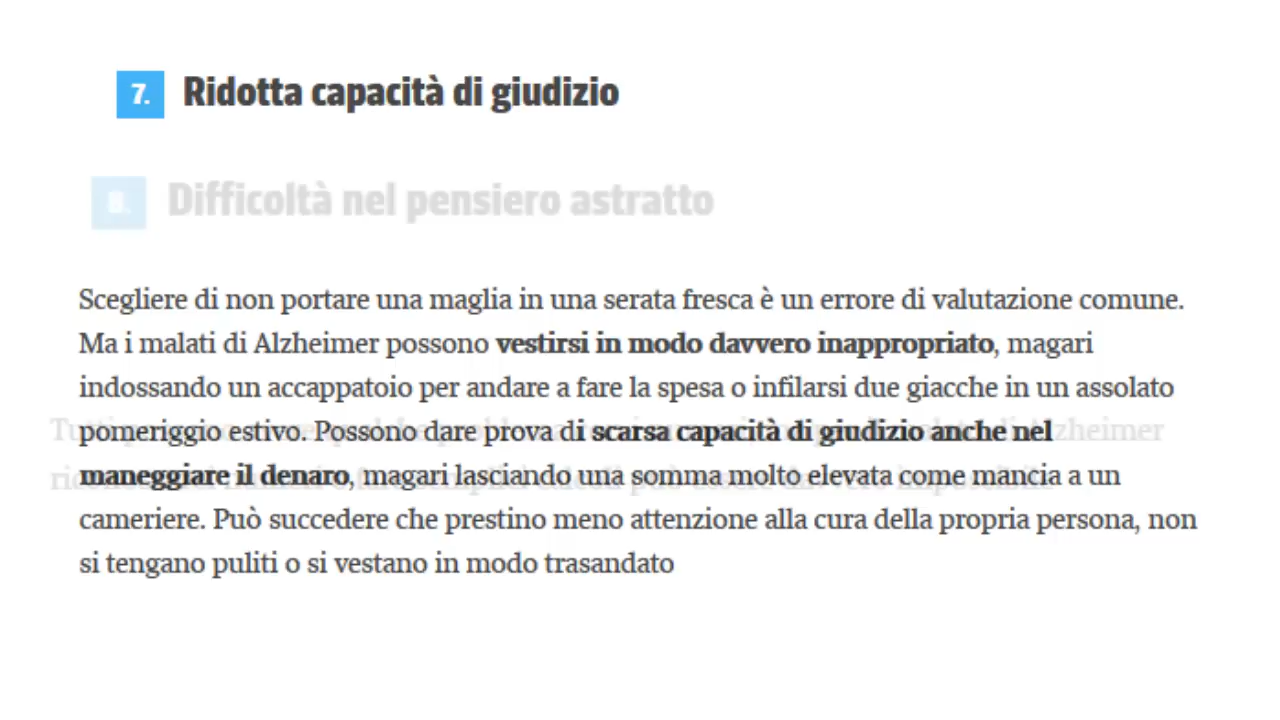 7. Ridotta capacità di giudizio
8. Difficoltà nel pensiero astratto
Scegliere di non portare una maglia in una serata fresca è un errore di valutazione comune.
Ma i malati di Alzheimer possono vestirsi in modo davvero inappropriato, magari
indossando un accappatoio per andare a fare la spesa o infilarsi due giacche in un assolato
pomeriggio estivo. Possono dare prova di scarsa capacità di giudizio anche nel
maneggiare il denaro, magari lasciando una somma molto elevata come mancia a un
cameriere. Può succedere che prestino meno attenzione alla cura della propria persona, non
si tengano puliti o si vestano in modo trasandato